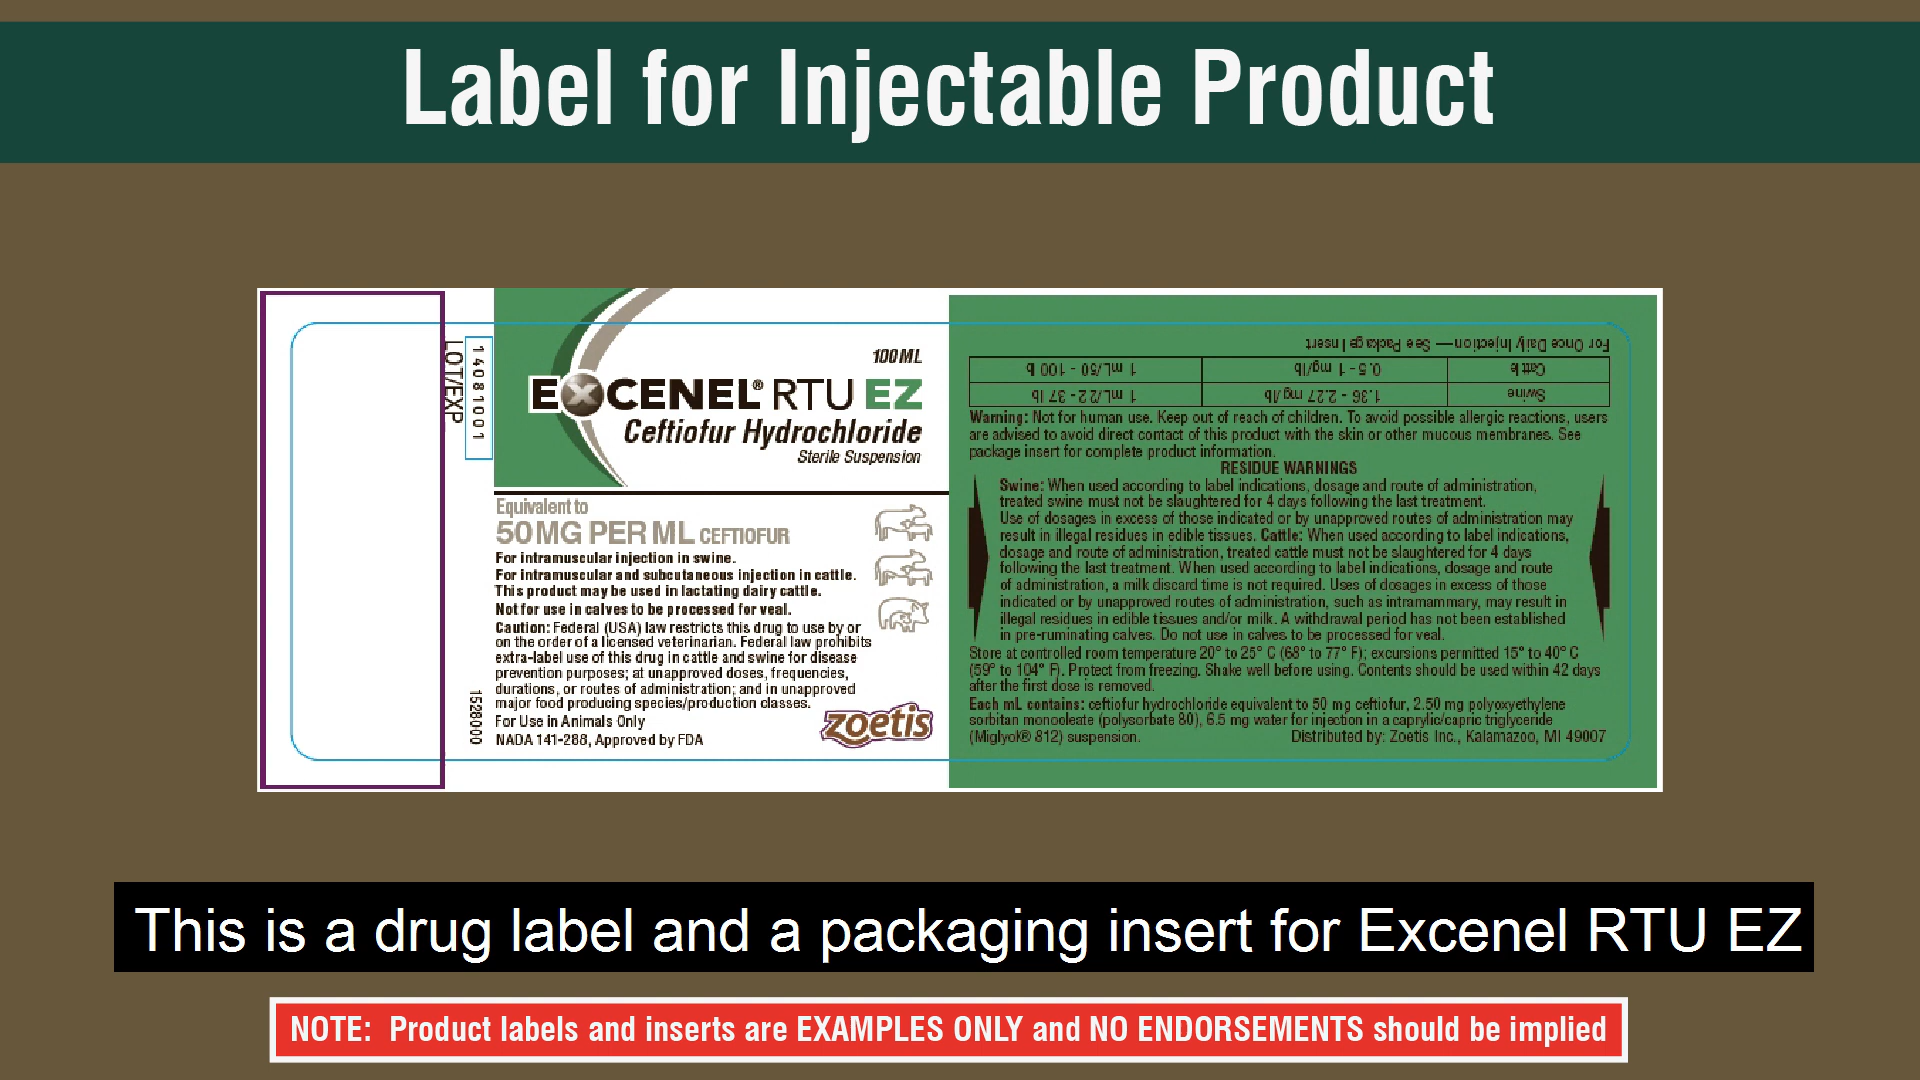 Label for Injectable Product
LOT/EXP
14081001
1528000
100ML
EXCENEL® RTU EZ
Ceftiofur Hydrochloride
Sterile Suspension
Equivalent to
50 MG PER ML CEFTIOFUR
For intramuscular injection in swine.
For intramuscular and subcutaneous injection in cattle.
This product may be used in lactating dairy cattle.
Not for use in calves to be processed for veal.
Caution: Federal (USA) law restricts this drug to use by or
on the order of a licensed veterinarian. Federal law prohibits
extra-label use of this drug in cattle and swine for disease
prevention purposes; at unapproved doses, frequencies,
durations, or routes of administration; and in unapproved
major food producing species/production classes.
For Use in Animals Only
NADA 141-288, Approved by FDA
zoetis
For Once Daily Injection — See Package Insert
Cattle 0.5 - 1 mg/lb 1 mL/50 - 100 lb
Swine 1.36 - 2.27 mg/lb 1 mL/22 - 37 lb
Warning: Not for human use. Keep out of reach of children. To avoid possible allergic reactions, users
are advised to avoid direct contact of this product with the skin or other mucous membranes. See
package insert for complete product information.
RESIDUE WARNINGS
Swine: When used according to label indications, dosage and route of administration,
treated swine must not be slaughtered for 4 days following the last treatment.
Use of dosages in excess of those indicated or by unapproved routes of administration may
result in illegal residues in edible tissues. Cattle: When used according to label indications,
dosage and route of administration, treated cattle must not be slaughtered for 4 days
following the last treatment. When used according to label indications, dosage and route
of administration, a milk discard time is not required. Uses of dosages in excess of those
indicated or by unapproved routes of administration, such as intramammary, may result in
illegal residues in edible tissues and/or milk. A withdrawal period has not been established
in pre-ruminating calves. Do not use in calves to be processed for veal.
Store at controlled room temperature 20° to 25° C (68° to 77° F); excursions permitted 15° to 40° C
(59° to 104° F). Protect from freezing. Shake well before using. Contents should be used within 42 days
after the first dose is removed.
Each mL contains: ceftiofur hydrochloride equivalent to 50 mg ceftiofur, 2.50 mg polyoxyethylene
sorbitan monooleate (polysorbate 80), 6.5 mg water for injection in a caprylic/capric triglyceride
(Miglyol® 812) suspension. Distributed by: Zoetis Inc., Kalamazoo, MI 49007
This is a drug label and a packaging insert for Excenel RTU EZ
NOTE: Product labels and inserts are EXAMPLES ONLY and NO ENDORSEMENTS should be implied